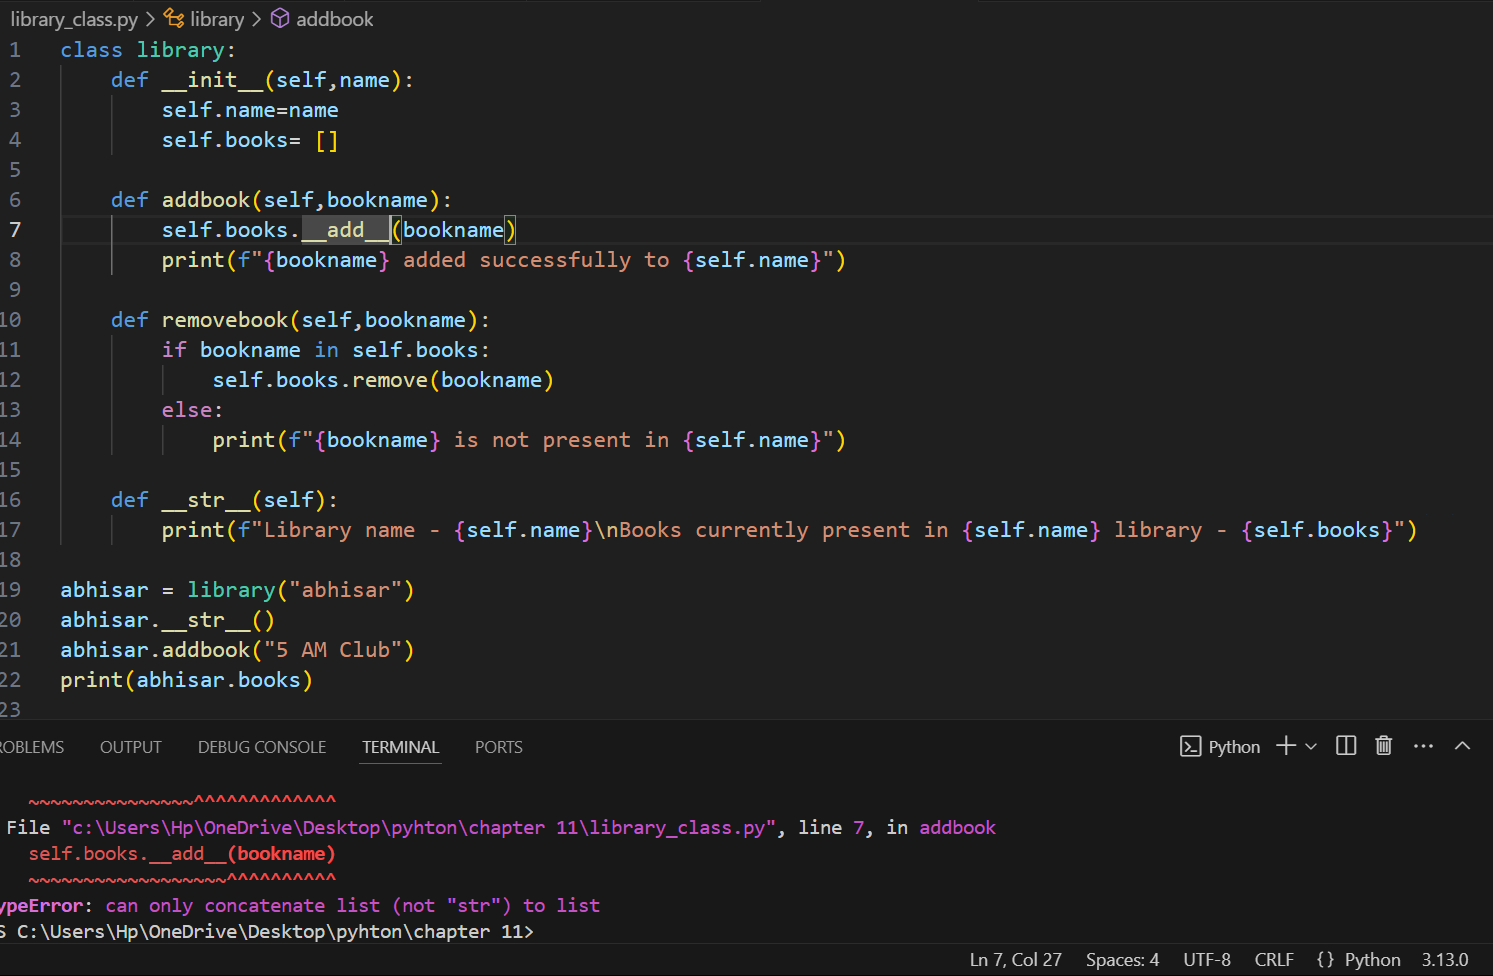 library_class.py > library > addbook
1 class library:
2     def __init__(self,name):
3         self.name=name
4         self.books= []
5
6     def addbook(self,bookname):
7         self.books.__add__(bookname)
8         print(f"{bookname} added successfully to {self.name}")
9
10     def removebook(self,bookname):
11         if bookname in self.books:
12             self.books.remove(bookname)
13         else:
14             print(f"{bookname} is not present in {self.name}")
15
16     def __str__(self):
17         print(f"Library name - {self.name}\nBooks currently present in {self.name} library - {self.books}")
18
19 abhisar = library("abhisar")
20 abhisar.__str__()
21 abhisar.addbook("5 AM Club")
22 print(abhisar.books)
23
ROBLEMS OUTPUT DEBUG CONSOLE TERMINAL PORTS Python
~~~~~~~~~~~~~~~^^^^^^^^^^^^^
File "c:\Users\Hp\OneDrive\Desktop\pyhton\chapter 11\library_class.py", line 7, in addbook
self.books.__add__(bookname)
~~~~~~~~~~~~~~~~~~^^^^^^^^^^
ypeError: can only concatenate list (not "str") to list
S C:\Users\Hp\OneDrive\Desktop\pyhton\chapter 11>
Ln 7, Col 27 Spaces: 4 UTF-8 CRLF {} Python 3.13.0